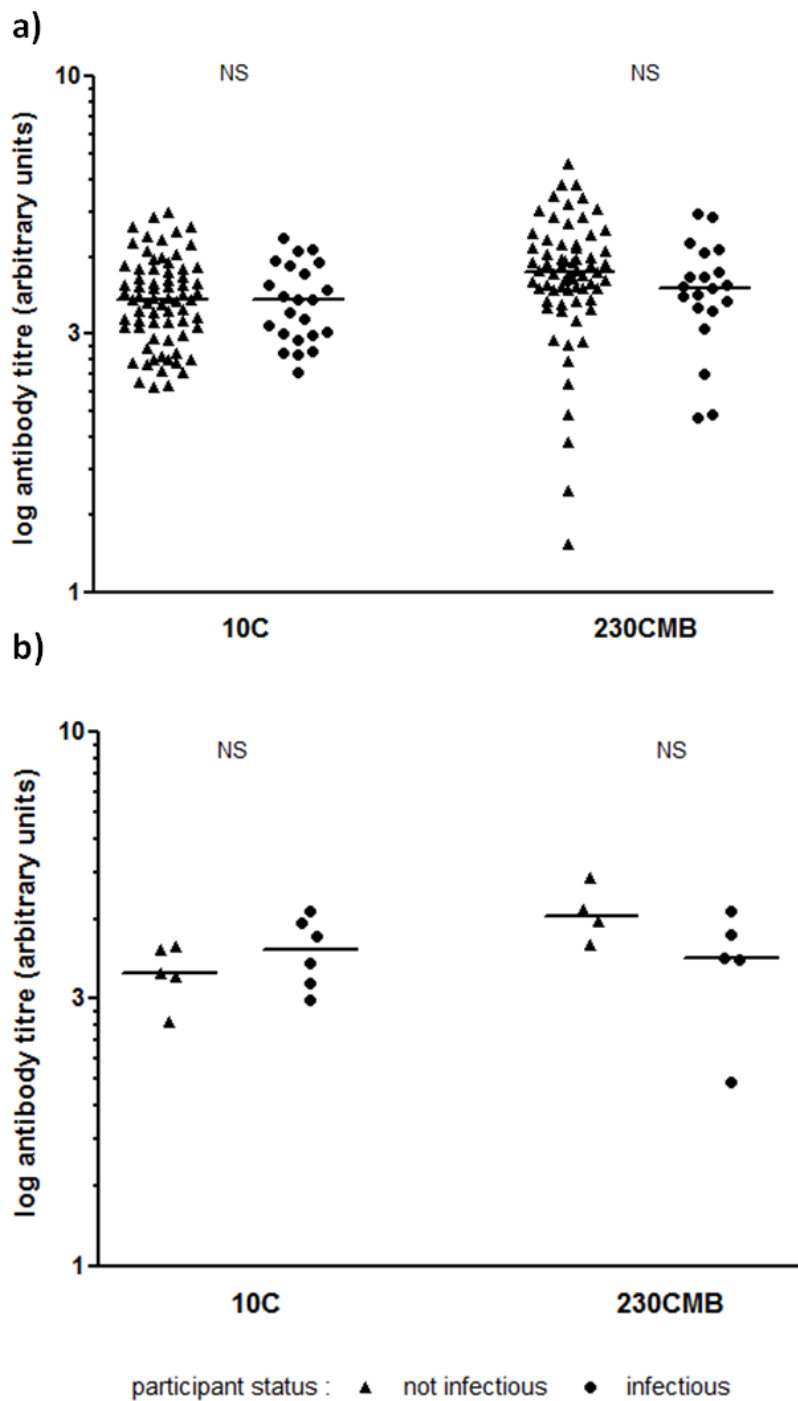 a)
NS NS
10
3
1
log antibody titre (arbitrary units)
10C 230CMB
b)
NS NS
10
3
1
log antibody titre (arbitrary units)
10C 230CMB
participant status : ▲ not infectious ● infectious